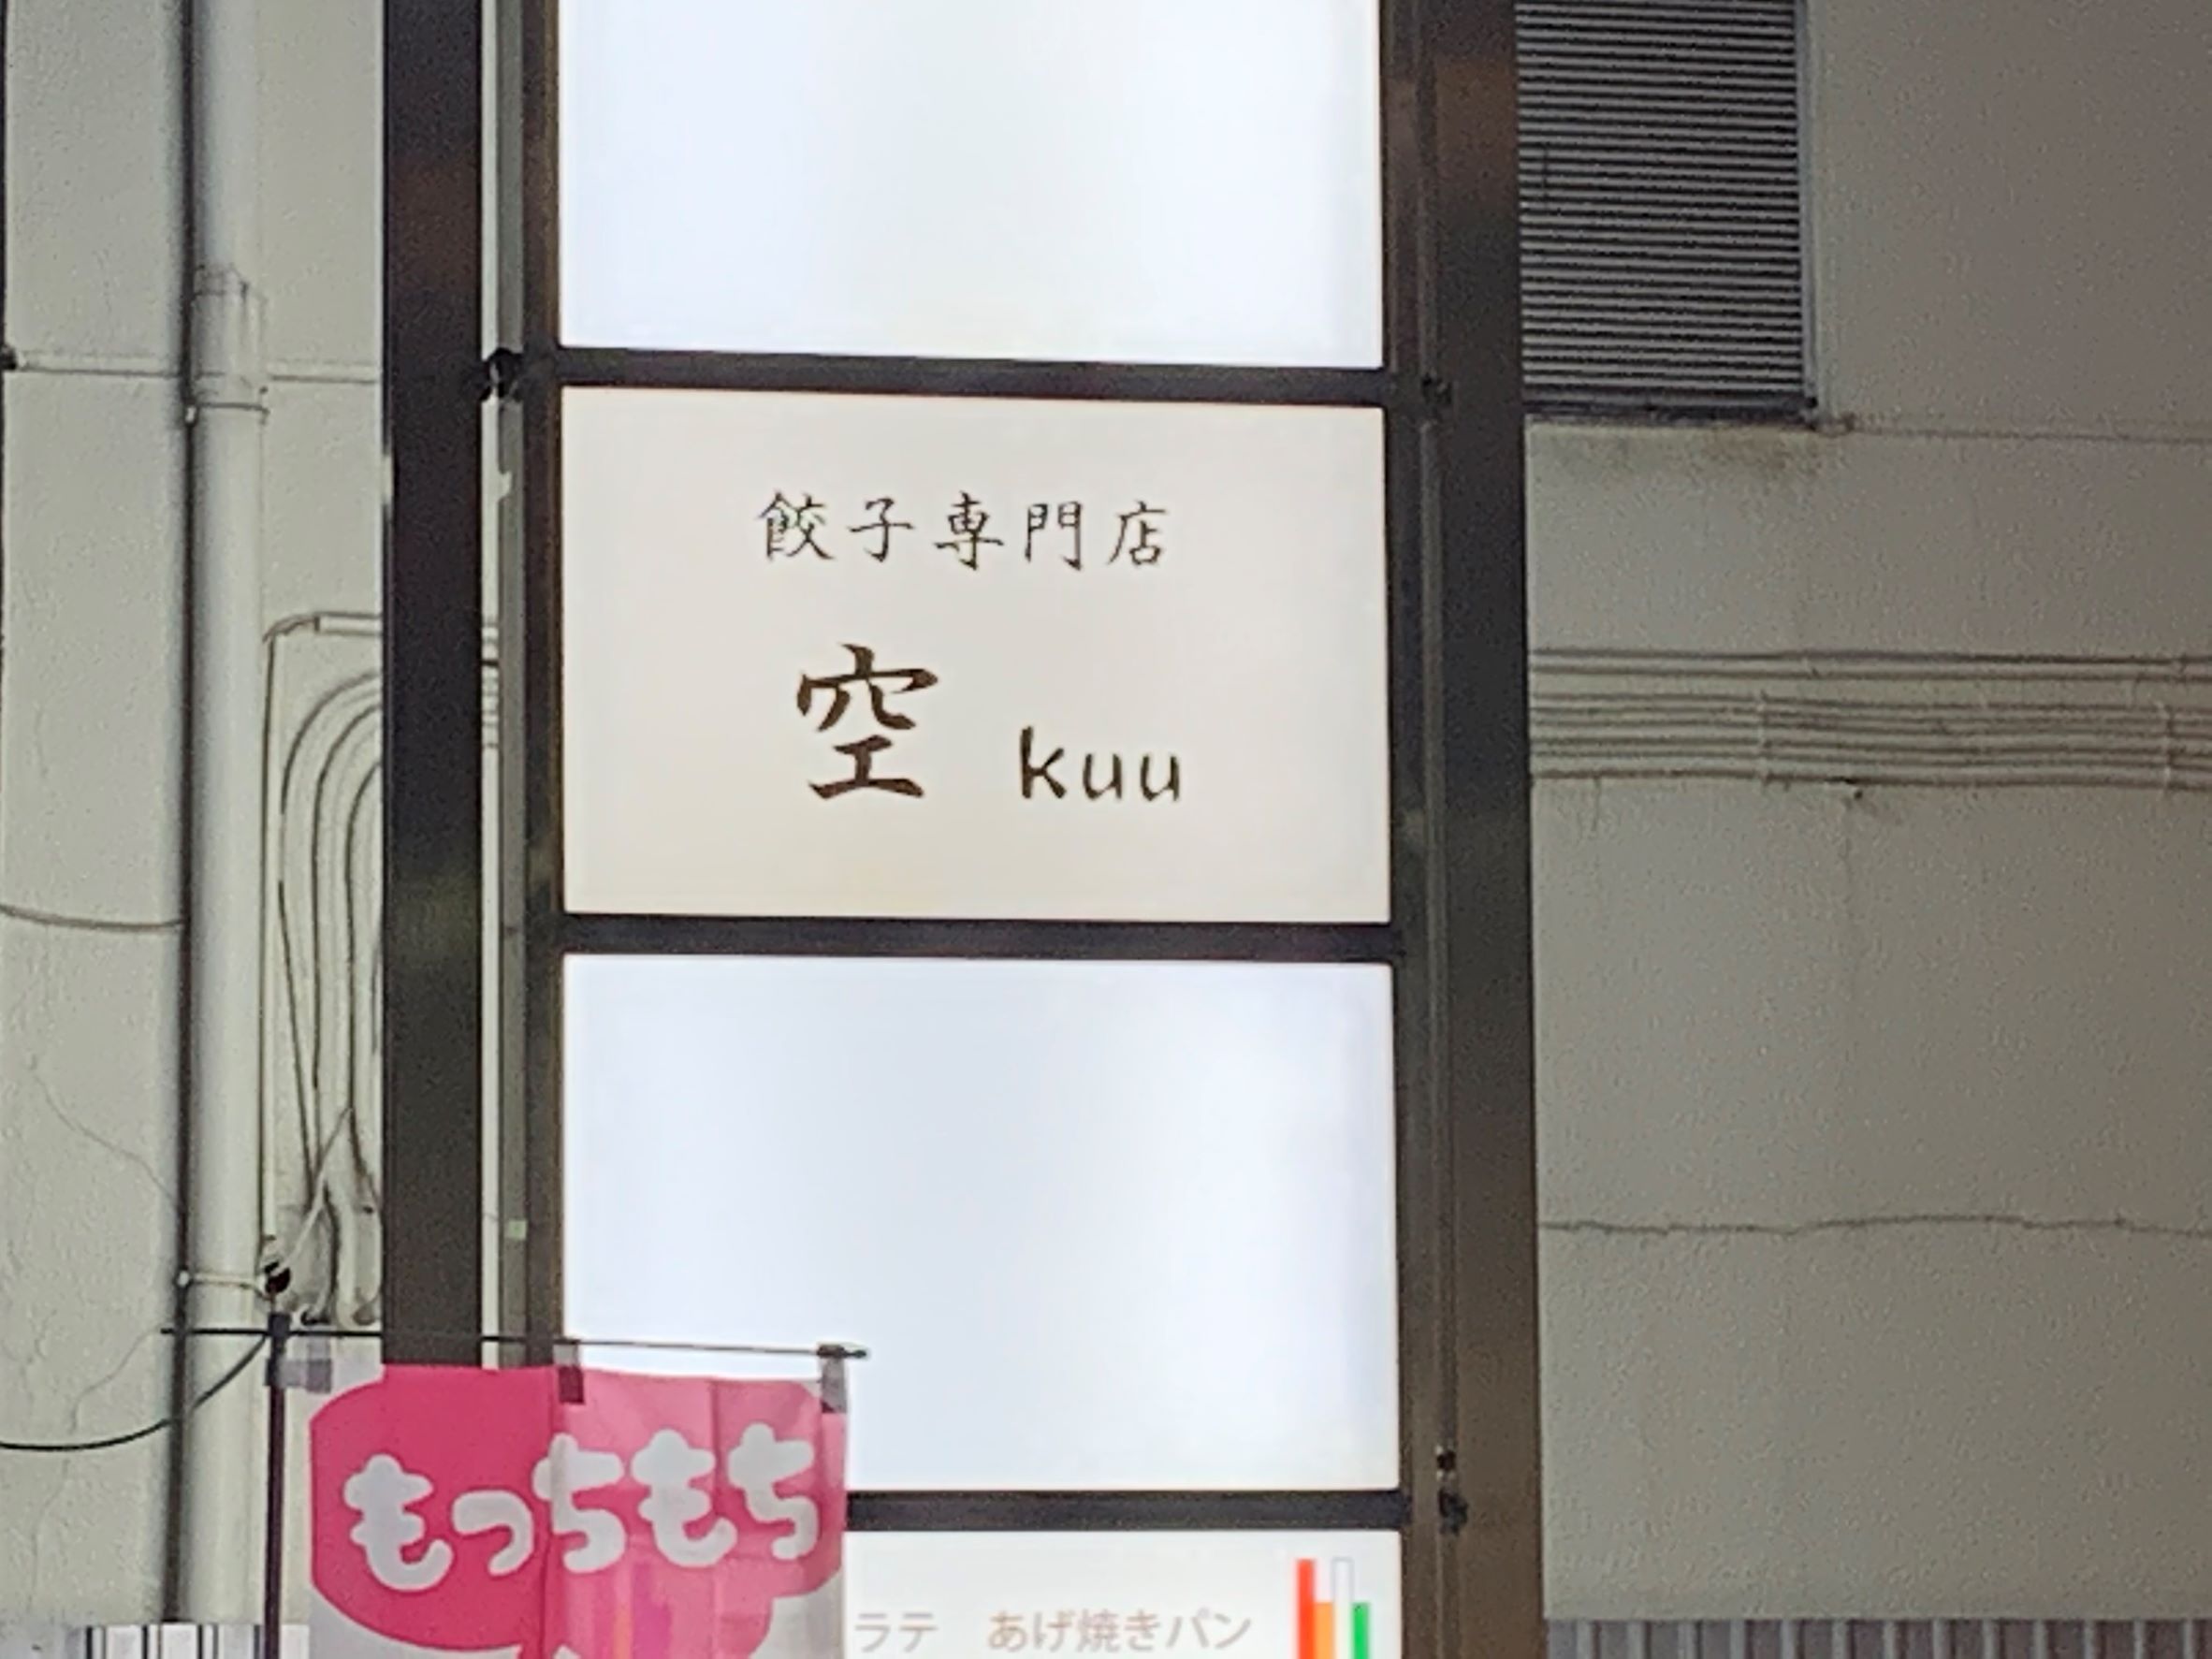 餃子専門店
空 kuu
もっちもち
ラテ あげ焼きパン